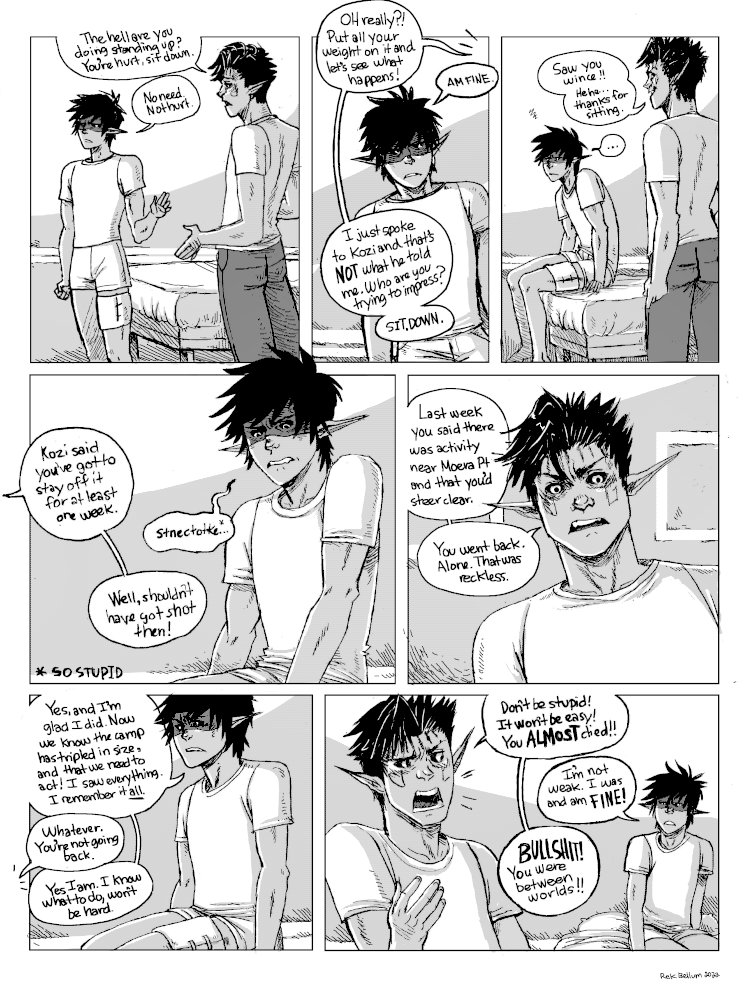 The hell are you
doing standing up?
You're hurt, sit down.
No need.
Not hurt.
OH really?!
Put all your
weight on it and
let's see what
happens!
AM FINE.
I just spoke
to Kozi and that's
NOT what he told
me. Who are you
trying to impress?
SIT. DOWN.
Saw you
wince!!
Hehe...
thanks for
sitting.
...
Kozi said
you've got to
stay off it
for at least
one week.
stnectotke...*
Well, shouldn't
have got shot
then!
* SO STUPID
Last week
you said there
was activity
near Moera Pt
and that you'd
steer clear.
You went back.
Alone. That was
reckless.
Yes, and I'm
glad I did. Now
we know the camp
has tripled in size,
and that we need to
act! I saw everything.
I remember it all.
Whatever.
You're not going
back.
Yes I am. I know
what to do, won't
be hard.
Don't be stupid!
It won't be easy!
You ALMOST died!!
I'm not
weak. I was
and am FINE!
BULLSHIT!
You were
between
worlds!!
Rek Bellum 2022